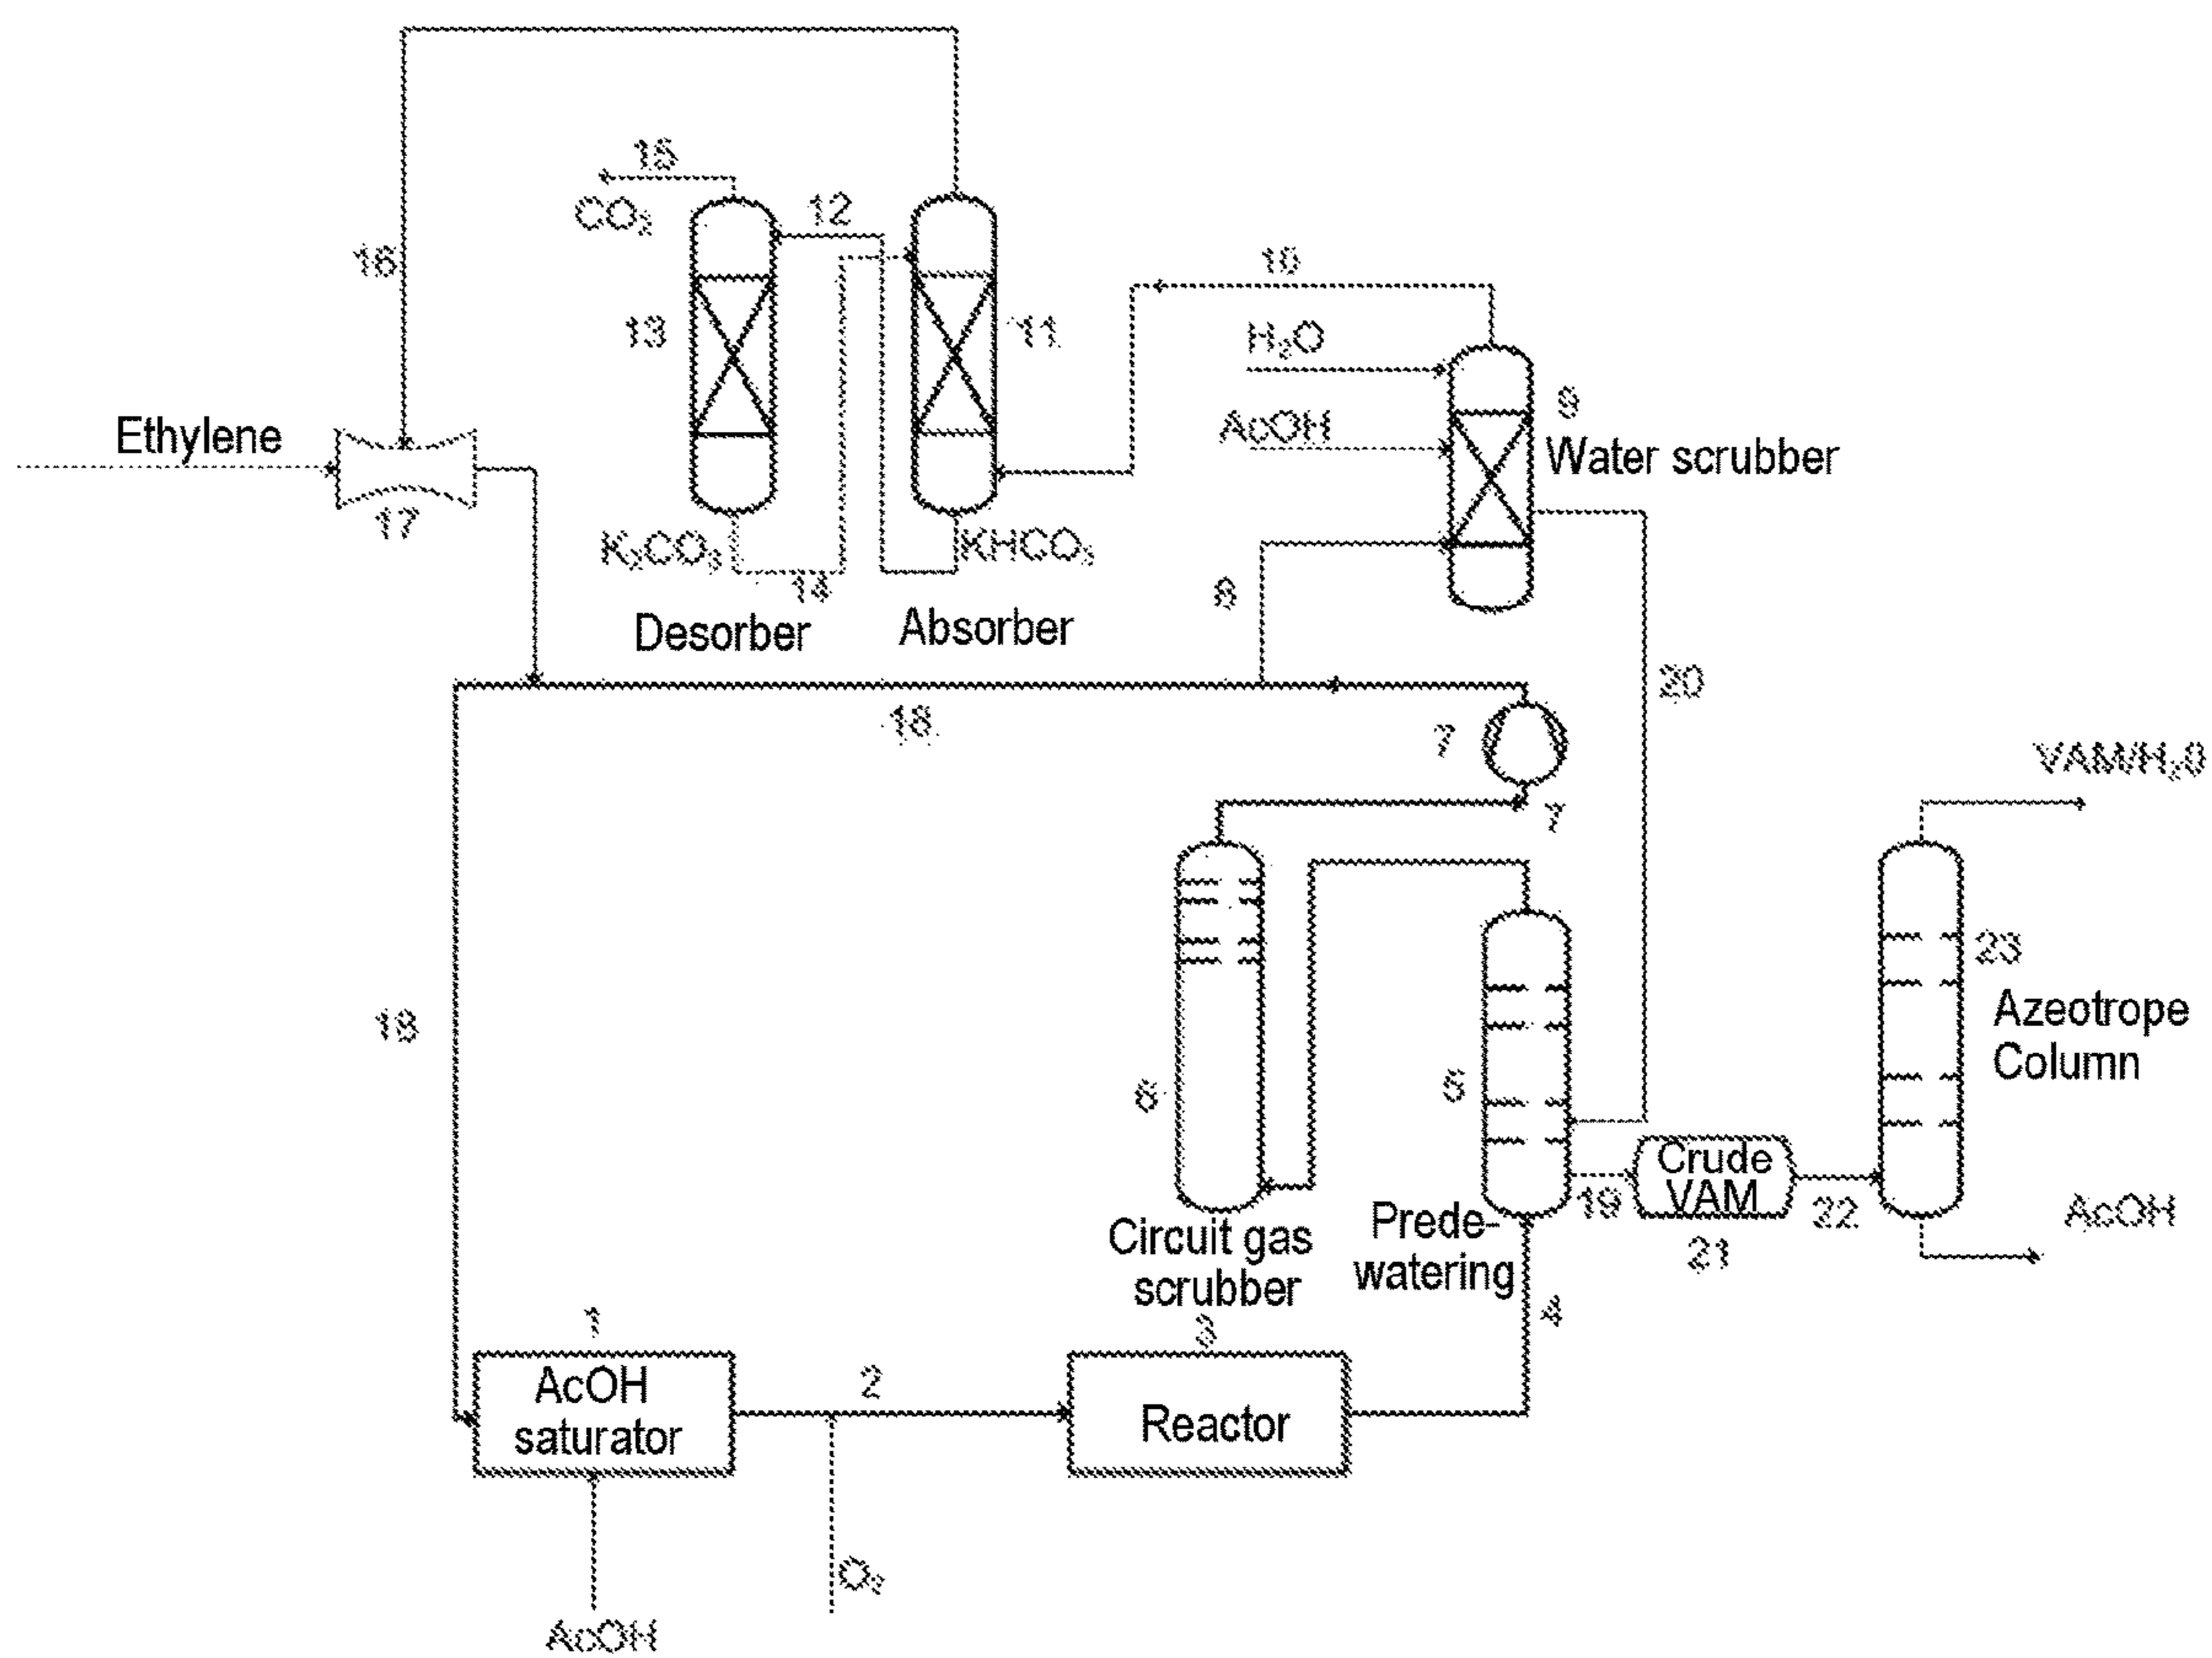 15
CO₂
12
16
10
13
11
H₂O
9
AcOH
Ethylene
Water scrubber
17
K₂CO₃
KHCO₃
14
8
Desorber
Absorber
20
18
7
VAM/H₂0
7
23
Azeotrope
Column
18
5
6
Crude
VAM
19
22
AcOH
Prede-
watering
21
Circuit gas
scrubber
4
1
3
AcOH
saturator
2
Reactor
O₂
AcOH